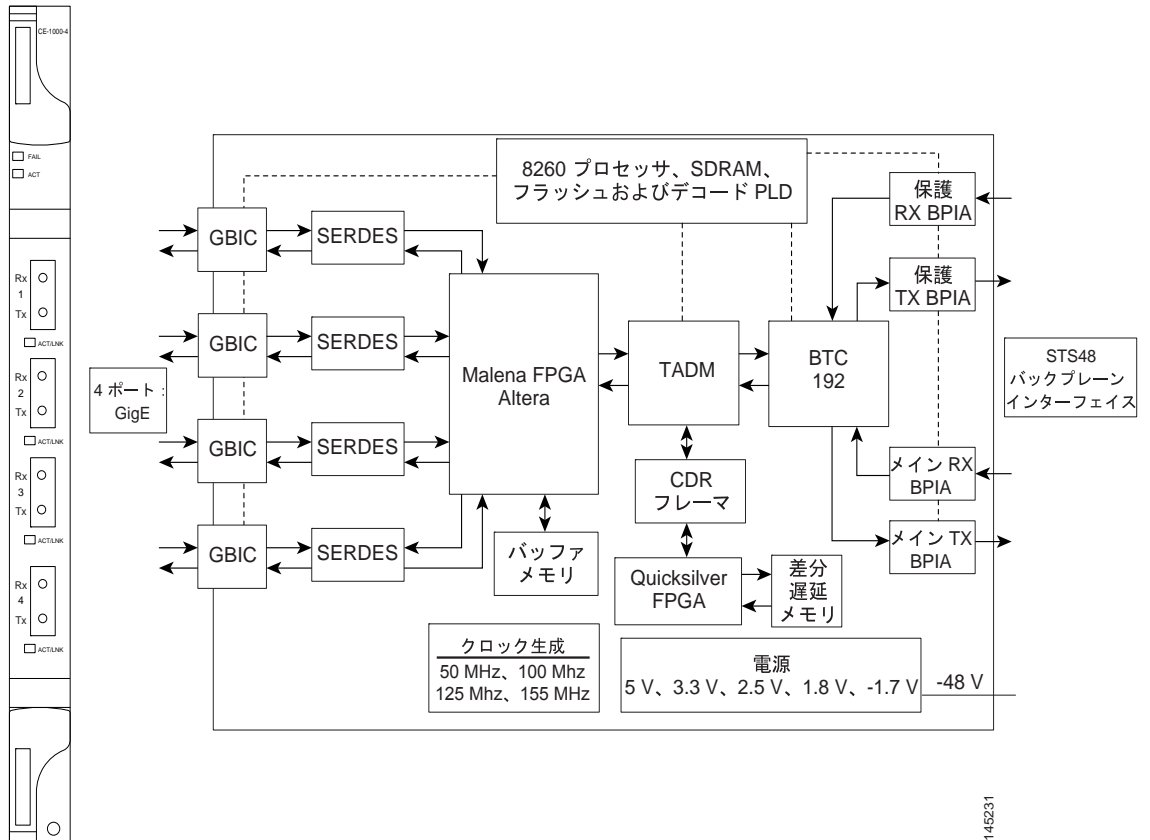 CE-1000-4
FAIL
ACT
Rx
1
Tx
ACT/LNK
Rx
2
Tx
ACT/LNK
Rx
3
Tx
ACT/LNK
Rx
4
Tx
ACT/LNK
4 ポート :
GigE
8260 プロセッサ、SDRAM、
フラッシュおよびデコード PLD
GBIC
SERDES
GBIC
SERDES
GBIC
SERDES
GBIC
SERDES
Malena FPGA
Altera
バッファ
メモリ
TADM
CDR
フレーマ
Quicksilver
FPGA
差分
遅延
メモリ
BTC
192
保護
RX BPIA
保護
TX BPIA
メイン RX
BPIA
メイン TX
BPIA
STS48
バックプレーン
インターフェイス
クロック生成
50 MHz、100 Mhz
125 Mhz、155 MHz
電源
5 V、3.3 V、2.5 V、1.8 V、-1.7 V
-48 V
145231